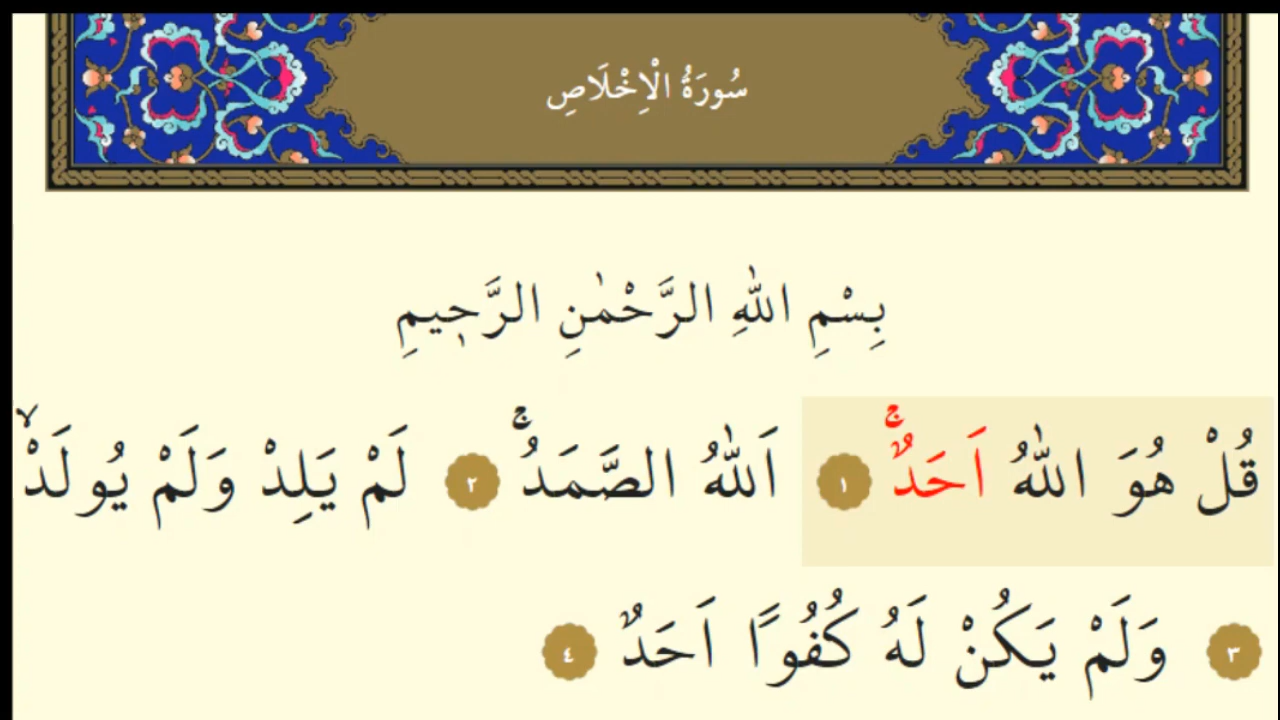 سُورَةُ الْاِخْلَاصِ
بِسْمِ اللّٰهِ الرَّحْمٰنِ الرَّح۪يمِ
قُلْ هُوَ اللّٰهُ اَحَدٌۚ ١ اَللّٰهُ الصَّمَدُۚ ٢ لَمْ يَلِدْ وَلَمْ يُولَدْۙ
٣ وَلَمْ يَكُنْ لَهُ كُفُوًا اَحَدٌ ٤